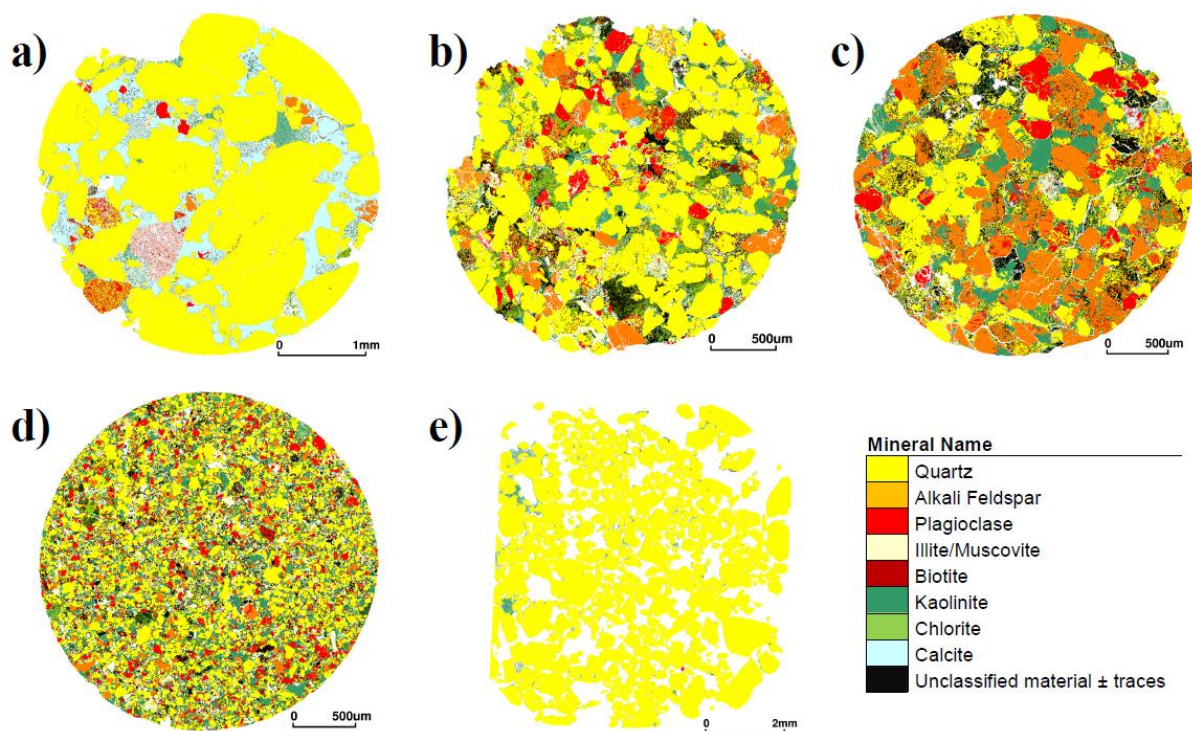 a)
b)
c)
0 1mm
0 500um
0 500um
d)
e)
0 500um
0 2mm
Mineral Name
Quartz
Alkali Feldspar
Plagioclase
Illite/Muscovite
Biotite
Kaolinite
Chlorite
Calcite
Unclassified material ± traces